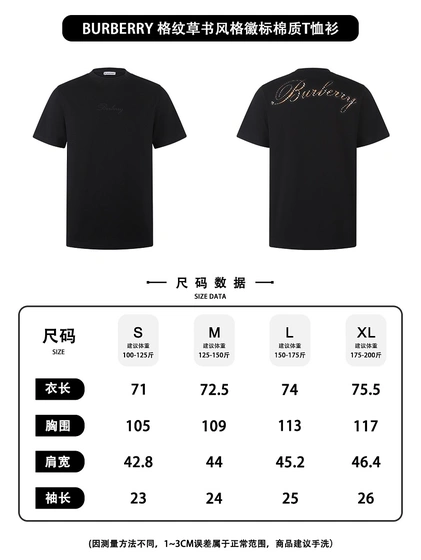 BURBERRY 格纹草书风格徽标棉质T恤衫
Burberry
Burberry
尺码数据
SIZE DATA
尺码
SIZE
S
建议体重
100-125斤
M
建议体重
125-150斤
L
建议体重
150-175斤
XL
建议体重
175-200斤
衣长 71 72.5 74 75.5
胸围 105 109 113 117
肩宽 42.8 44 45.2 46.4
袖长 23 24 25 26
(因测量方法不同，1~3CM误差属于正常范围，商品建议手洗)